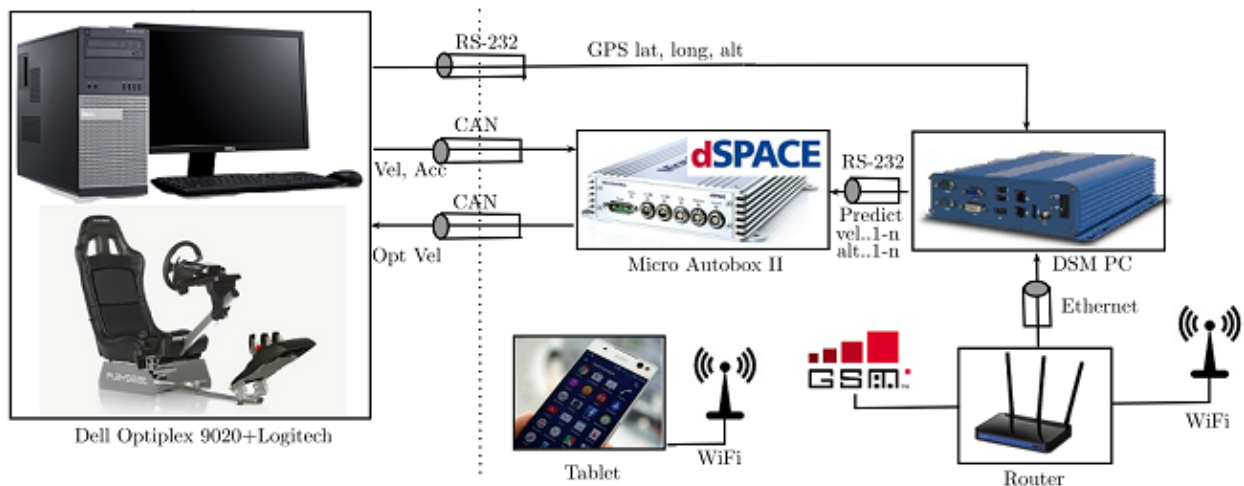 RS-232
GPS lat, long, alt
CAN
Vel, Acc
CAN
Opt Vel
dSPACE
Micro Autobox II
RS-232
Predict
vel..1-n
alt..1-n
DSM PC
Ethernet
GSM
WiFi
Router
WiFi
Tablet
Dell Optiplex 9020+Logitech